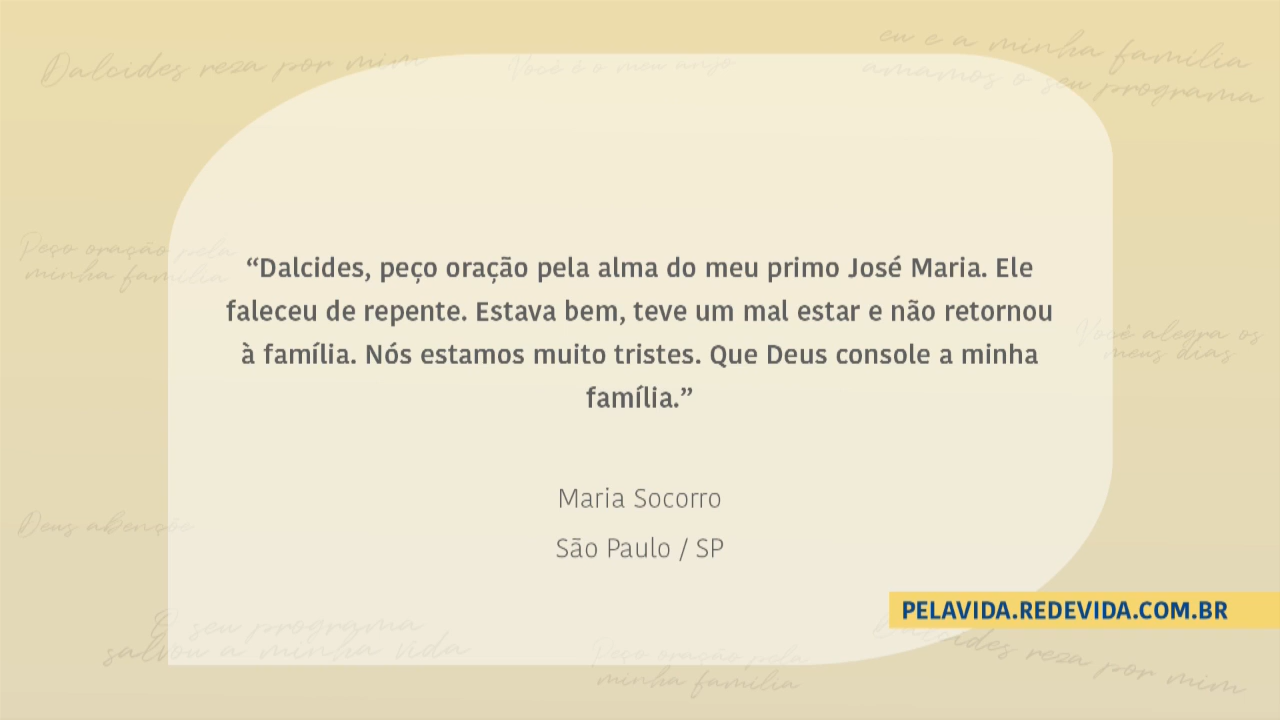 Dalcides reza por mim
Você é o meu anjo
eu e a minha família
amamos o seu programa
Peço oração pela
minha família
“Dalcides, peço oração pela alma do meu primo José Maria. Ele
faleceu de repente. Estava bem, teve um mal estar e não retornou
à família. Nós estamos muito tristes. Que Deus console a minha
família.”
Você alegra os
meus dias
Maria Socorro
São Paulo / SP
Deus abençõe
PELAVIDA.REDEVIDA.COM.BR
O seu programa
salvou a minha vida
Peço oração pela
minha família
Dalcides reza por mim